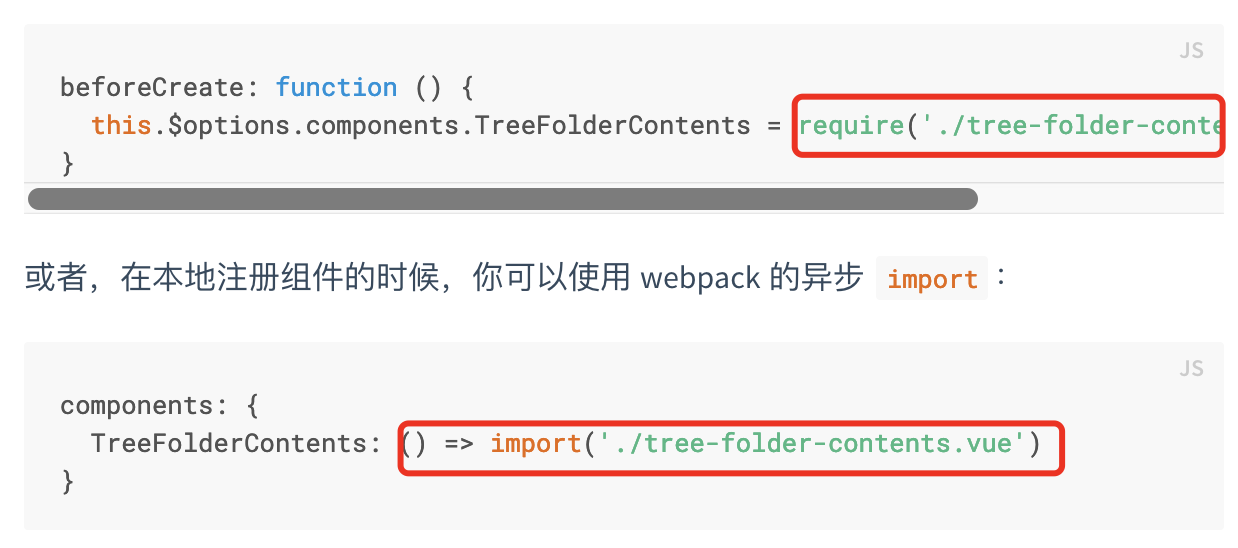 JS
beforeCreate: function () {
this.$options.components.TreeFolderContents = require('./tree-folder-conte
}
或者，在本地注册组件的时候，你可以使用 webpack 的异步 import：
JS
components: {
TreeFolderContents: () => import('./tree-folder-contents.vue')
}